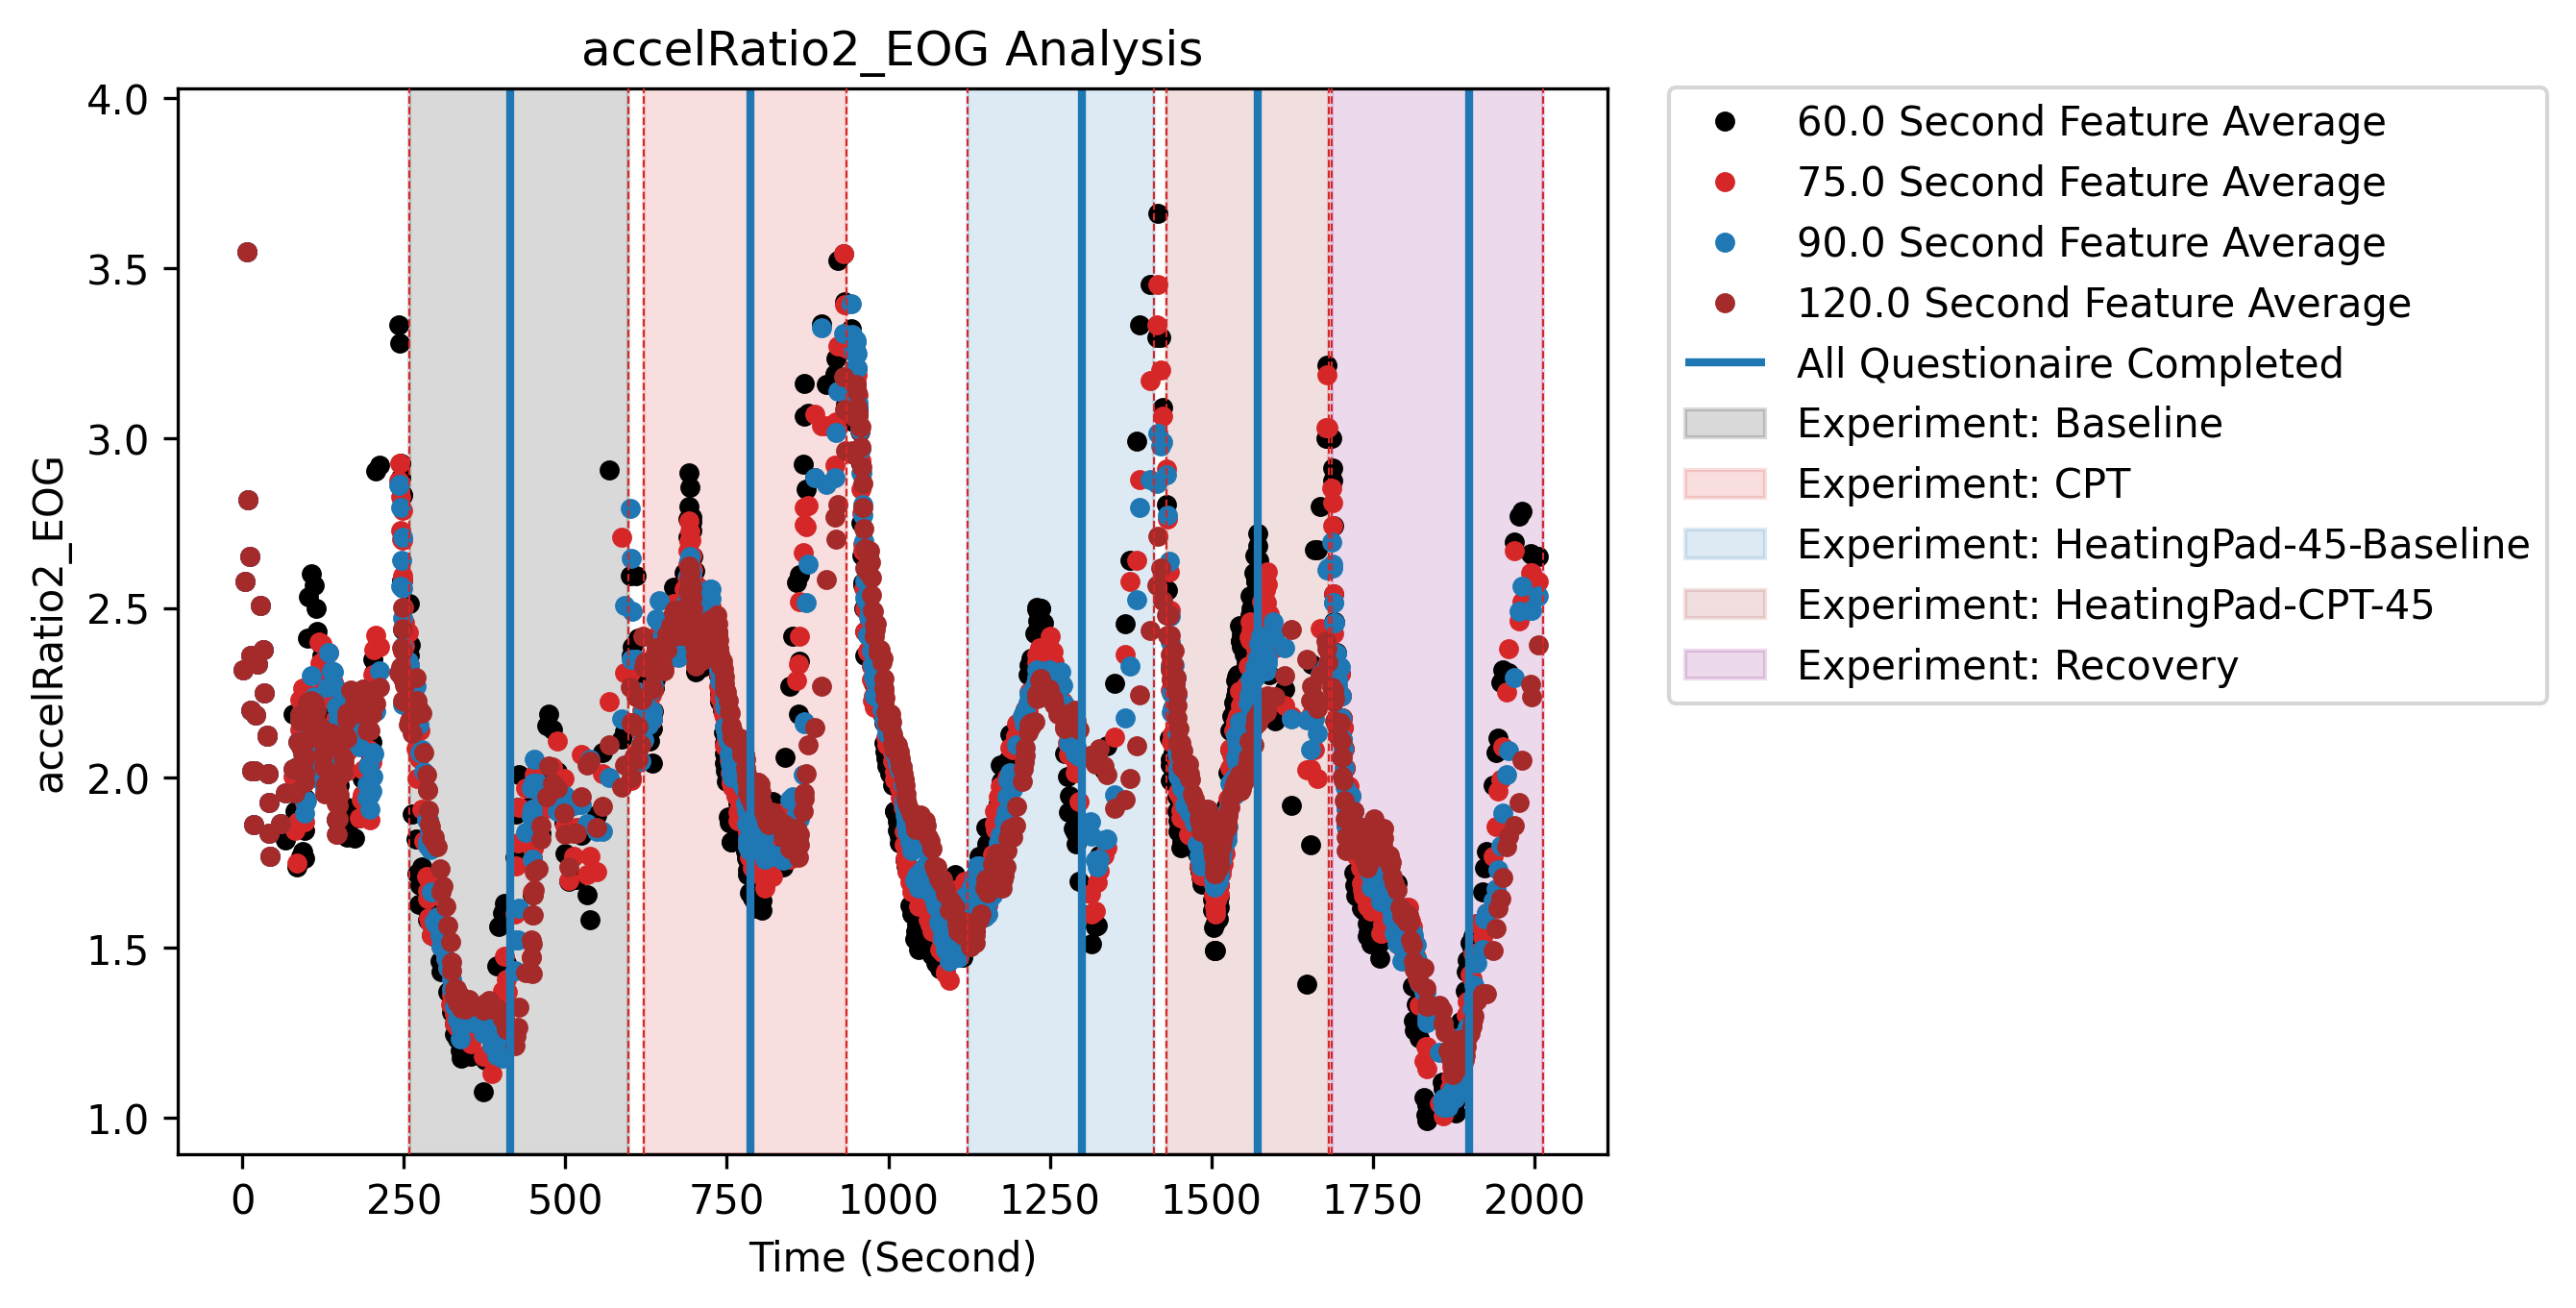 accelRatio2_EOG Analysis
4.0
3.5
3.0
2.5
2.0
1.5
1.0
accelRatio2_EOG
0 250 500 750 1000 1250 1500 1750 2000
Time (Second)
60.0 Second Feature Average
75.0 Second Feature Average
90.0 Second Feature Average
120.0 Second Feature Average
All Questionaire Completed
Experiment: Baseline
Experiment: CPT
Experiment: HeatingPad-45-Baseline
Experiment: HeatingPad-CPT-45
Experiment: Recovery